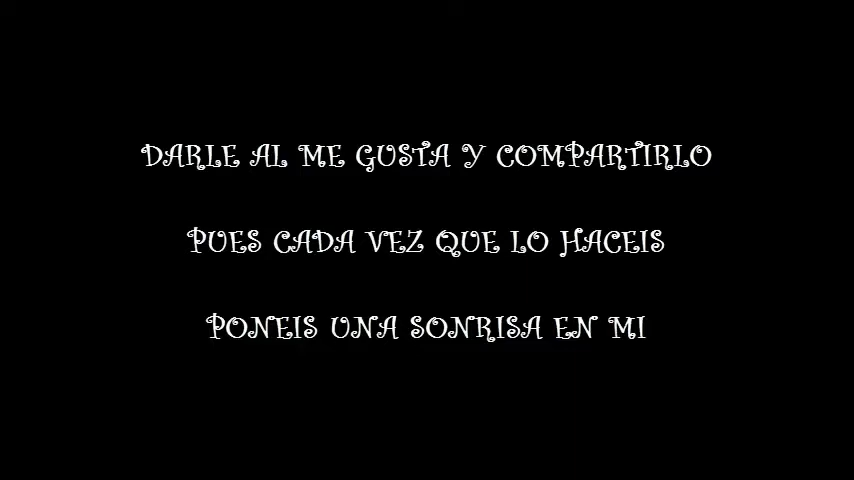 DARLE AL ME GUSTA Y COMPARTIRLO
PUES CADA VEZ QUE LO HACEIS
PONEIS UNA SONRISA EN MI